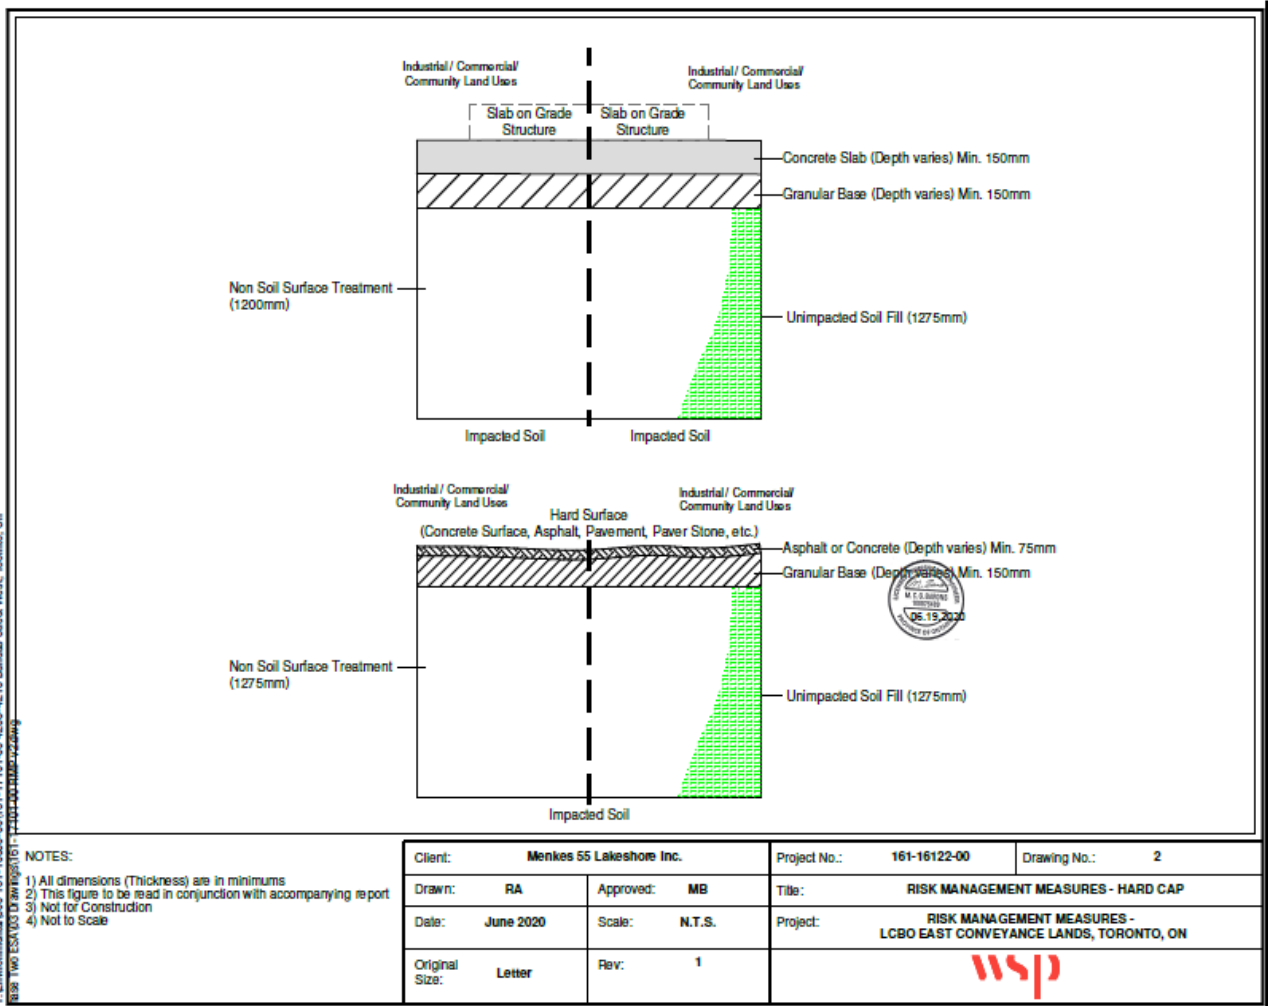 Industrial / Commercial/
Community Land Uses
Industrial / Commercial/
Community Land Uses
Slab on Grade
Structure
Slab on Grade
Structure
Concrete Slab (Depth varies) Min. 150mm
Granular Base (Depth varies) Min. 150mm
Non Soil Surface Treatment
(1200mm)
Unimpacted Soil Fill (1275mm)
Impacted Soil
Impacted Soil
Industrial / Commercial/
Community Land Uses
Industrial / Commercial/
Community Land Uses
Hard Surface
(Concrete Surface, Asphalt, Pavement, Paver Stone, etc.)
Asphalt or Concrete (Depth varies) Min. 75mm
Granular Base (Depth varies) Min. 150mm
06.19,2020
PROVINCE OF ONTARIO
Non Soil Surface Treatment
(1275mm)
Unimpacted Soil Fill (1275mm)
Impacted Soil
NOTES:
1) All dimensions (Thickness) are in minimums
2) This figure to be read in conjunction with accompanying report
3) Not for Construction
4) Not to Scale
Client: Menkes 55 Lakeshore Inc.
Project No.: 161-16122-00 Drawing No.: 2
Drawn: RA Approved: MB
Title: RISK MANAGEMENT MEASURES - HARD CAP
Date: June 2020 Scale: N.T.S.
Project: RISK MANAGEMENT MEASURES -
LCBO EAST CONVEYANCE LANDS, TORONTO, ON
Original
Size: Letter Rev: 1
wsp